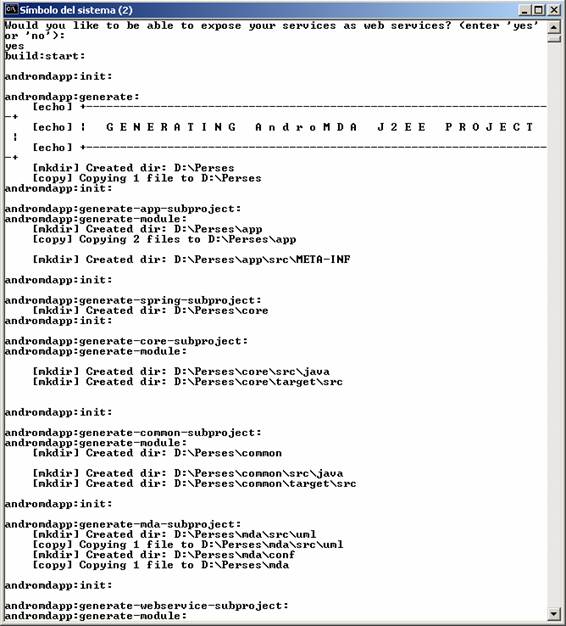 Símbolo del sistema (2)
Would you like to be able to expose your services as web services? (enter 'yes'
or 'no'):
yes
build:start:
andromdapp:init:
andromdapp:generate:
[echo] +-----------------------------------------------------------
-+
[echo] ¦ G E N E R A T I N G A n d r o M D A J 2 E E P R O J E C T
¦
[echo] +-----------------------------------------------------------
-+
[mkdir] Created dir: D:\Perses
[copy] Copying 1 file to D:\Perses
andromdapp:init:
andromdapp:generate-app-subproject:
andromdapp:generate-module:
[mkdir] Created dir: D:\Perses\app
[copy] Copying 2 files to D:\Perses\app
[mkdir] Created dir: D:\Perses\app\src\META-INF
andromdapp:init:
andromdapp:generate-spring-subproject:
[mkdir] Created dir: D:\Perses\core
andromdapp:init:
andromdapp:generate-core-subproject:
andromdapp:generate-module:
[mkdir] Created dir: D:\Perses\core\src\java
[mkdir] Created dir: D:\Perses\core\target\src
andromdapp:init:
andromdapp:generate-common-subproject:
andromdapp:generate-module:
[mkdir] Created dir: D:\Perses\common
[mkdir] Created dir: D:\Perses\common\src\java
[mkdir] Created dir: D:\Perses\common\target\src
andromdapp:init:
andromdapp:generate-mda-subproject:
[mkdir] Created dir: D:\Perses\mda\src\uml
[copy] Copying 1 file to D:\Perses\mda\src\uml
[mkdir] Created dir: D:\Perses\mda\conf
[copy] Copying 1 file to D:\Perses\mda
andromdapp:init:
andromdapp:generate-webservice-subproject:
andromdapp:generate-module: